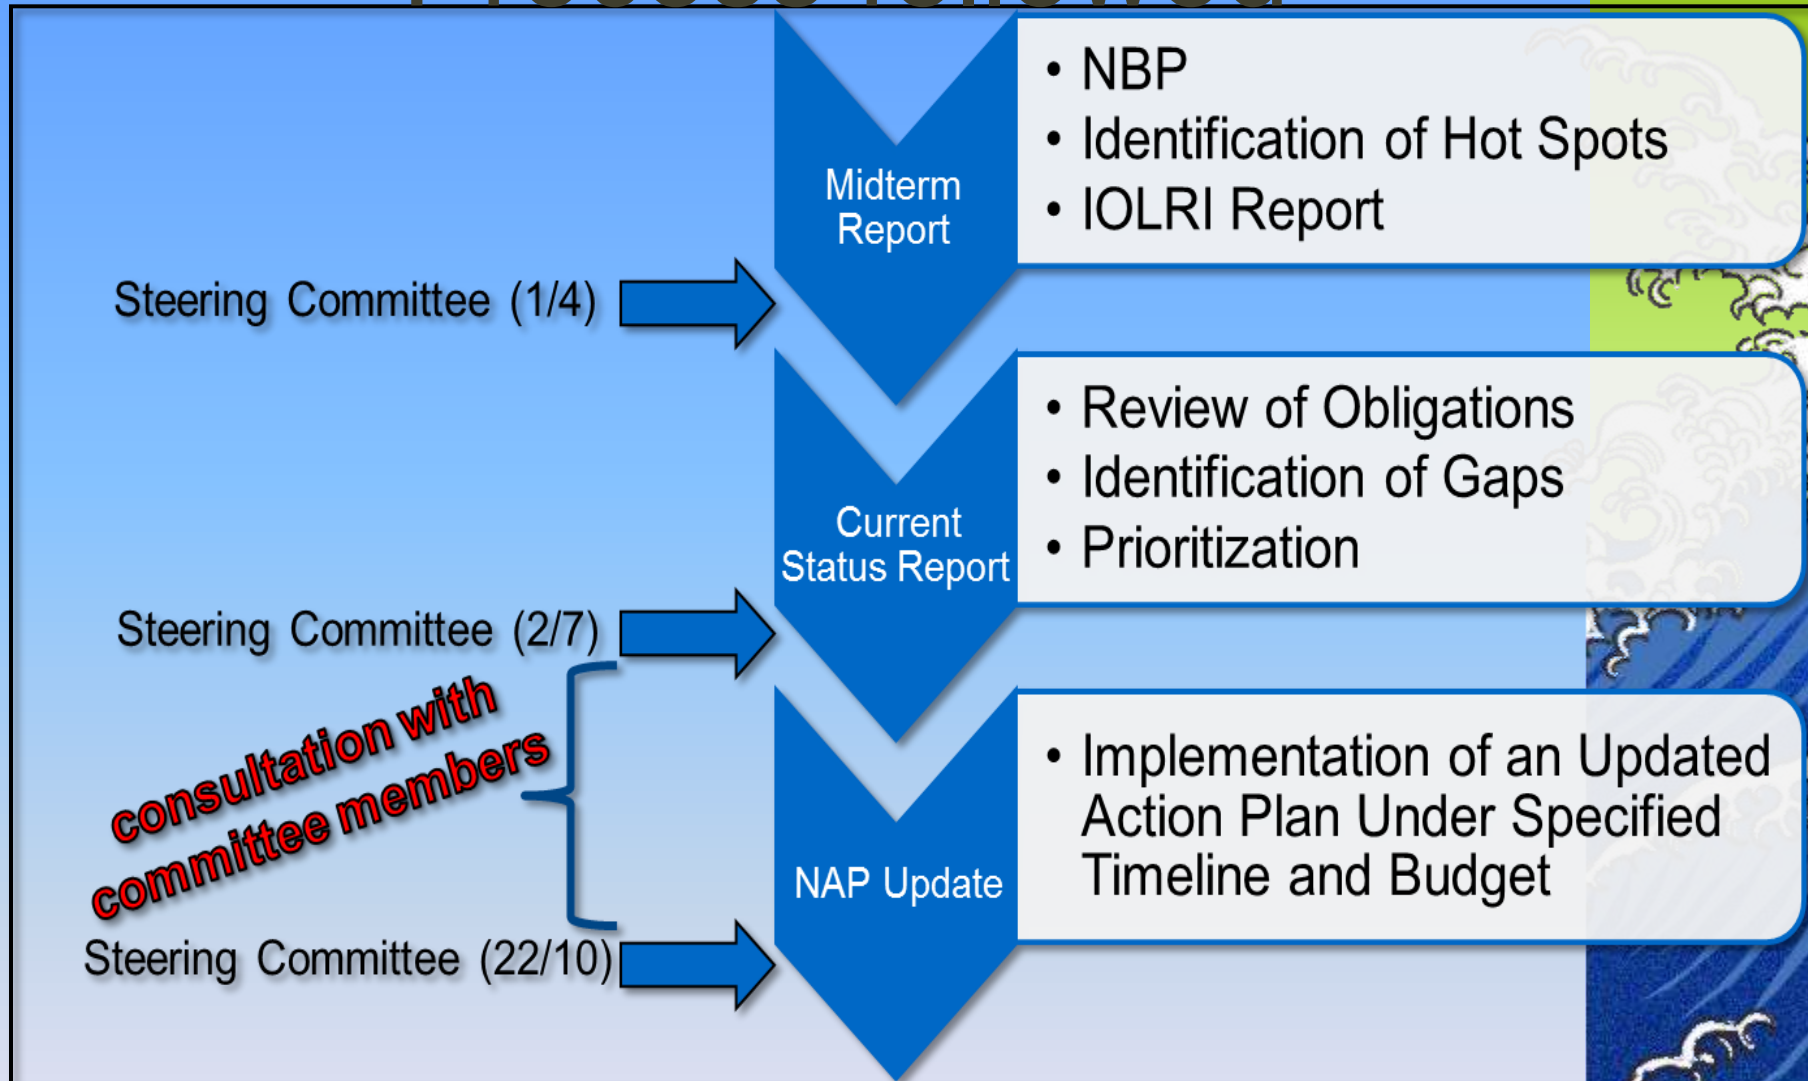 Process followed
• NBP
• Identification of Hot Spots
• IOLRI Report
Midterm
Report
Steering Committee (1/4)
• Review of Obligations
• Identification of Gaps
• Prioritization
Current
Status Report
Steering Committee (2/7)
consultation with
committee members
• Implementation of an Updated
Action Plan Under Specified
Timeline and Budget
NAP Update
Steering Committee (22/10)